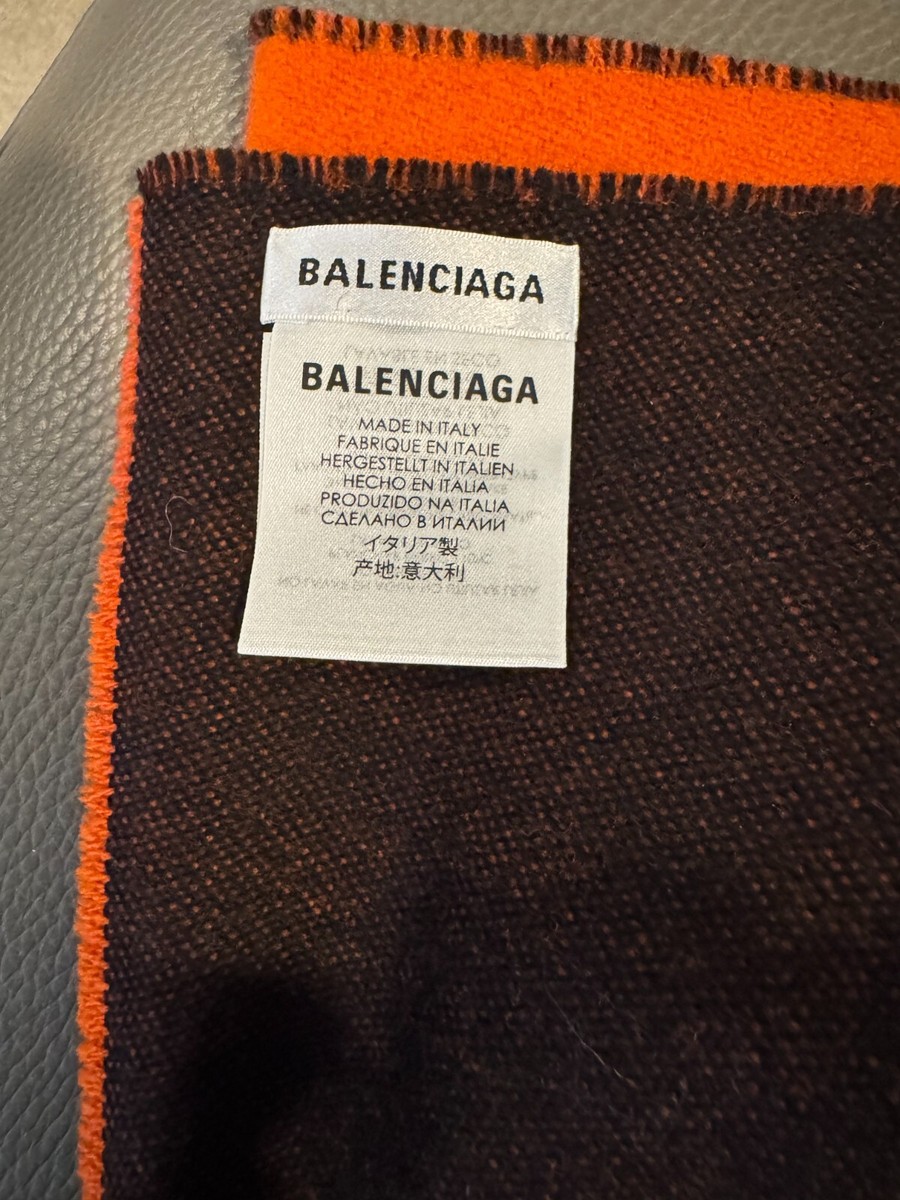 BALENCIAGA
BALENCIAGA
MADE IN ITALY
FABRIQUE EN ITALIE
HERGESTELLT IN ITALIEN
HECHO EN ITALIA
PRODUZIDO NA ITALIA
СДЕЛАНО В ИТАЛИИ
イタリア製
产地:意大利